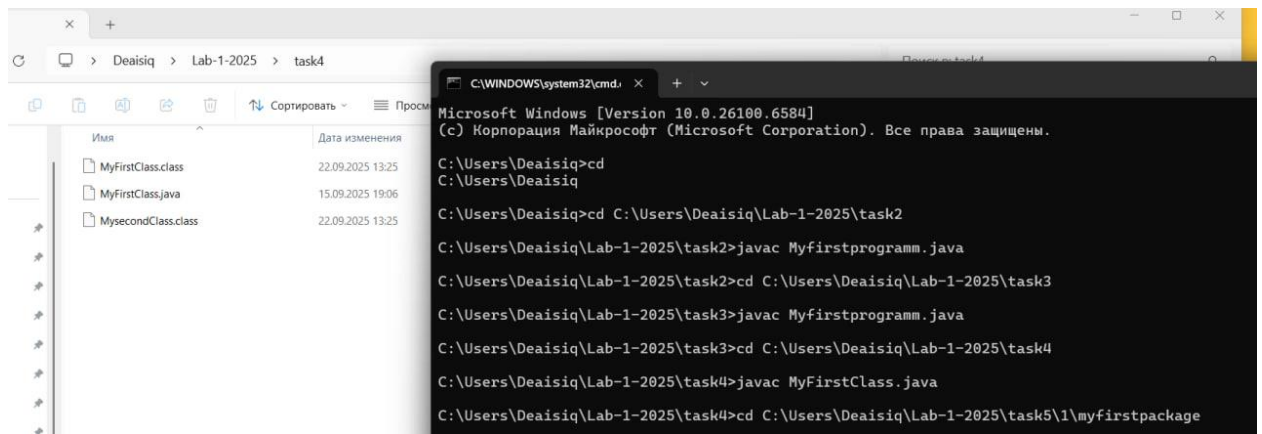 Deaisiq > Lab-1-2025 > task4
Сортировать
Имя
Дата изменения
MyFirstClass.class 22.09.2025 13:25
MyFirstClass.java 15.09.2025 19:06
MysecondClass.class 22.09.2025 13:25
C:\WINDOWS\system32\cmd.
Microsoft Windows [Version 10.0.26100.6584]
(c) Корпорация Майкрософт (Microsoft Corporation). Все права защищены.
C:\Users\Deaisiq>cd
C:\Users\Deaisiq
C:\Users\Deaisiq>cd C:\Users\Deaisiq\Lab-1-2025\task2
C:\Users\Deaisiq\Lab-1-2025\task2>javac Myfirstprogramm.java
C:\Users\Deaisiq\Lab-1-2025\task2>cd C:\Users\Deaisiq\Lab-1-2025\task3
C:\Users\Deaisiq\Lab-1-2025\task3>javac Myfirstprogramm.java
C:\Users\Deaisiq\Lab-1-2025\task3>cd C:\Users\Deaisiq\Lab-1-2025\task4
C:\Users\Deaisiq\Lab-1-2025\task4>javac MyFirstClass.java
C:\Users\Deaisiq\Lab-1-2025\task4>cd C:\Users\Deaisiq\Lab-1-2025\task5\1\myfirstpackage